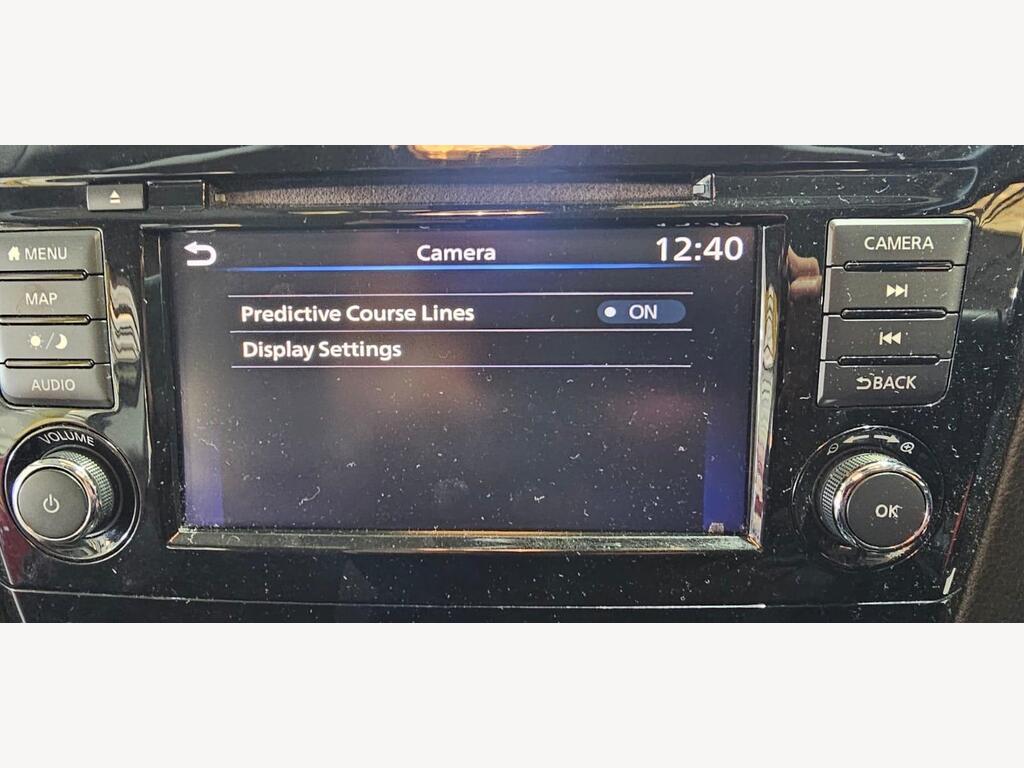 MENU
MAP
AUDIO
VOLUME
Camera
12:40
Predictive Course Lines ON
Display Settings
CAMERA
BACK
OK